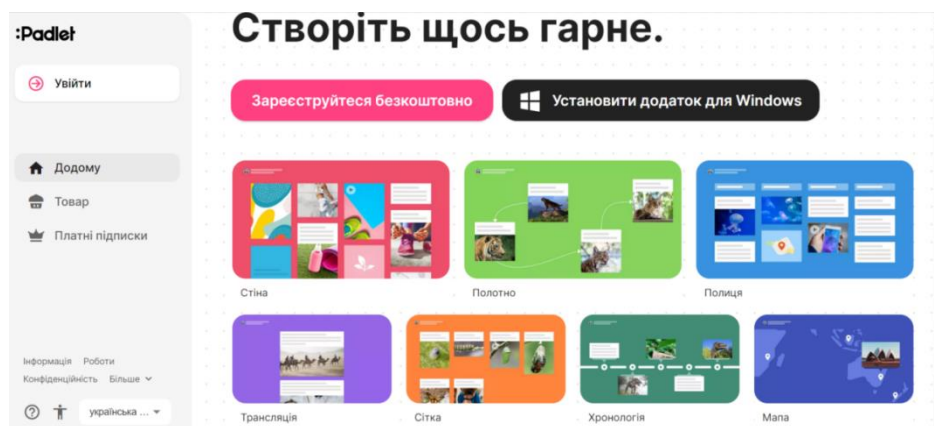 :Padlet
Увійти
Додому
Товар
Платні підписки
Інформація Роботи
Конфіденційність Більше
українська ...
Створіть щось гарне.
Зареєструйтеся безкоштовно
Установити додаток для Windows
Стіна
Полотно
Полиця
Трансляція
Сітка
Хронологія
Мапа